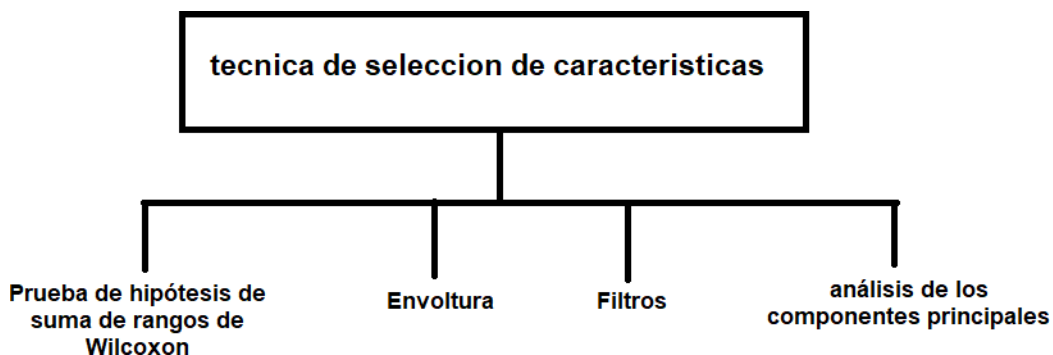 tecnica de seleccion de caracteristicas
Prueba de hipótesis de
suma de rangos de
Wilcoxon
Envoltura
Filtros
análisis de los
componentes principales